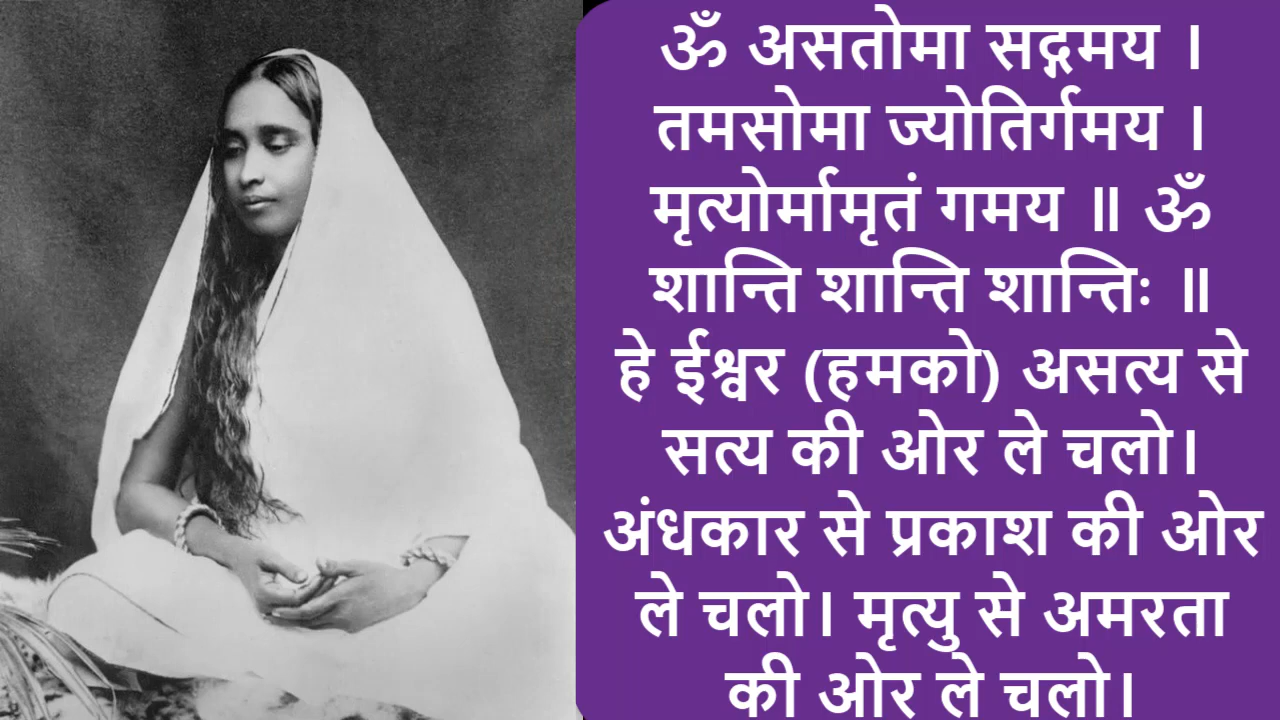 ॐ असतोमा सद्गमय ।
तमसोमा ज्योतिर्गमय ।
मृत्योर्मामृतं गमय ॥ ॐ
शान्ति शान्ति शान्तिः ॥
हे ईश्वर (हमको) असत्य से
सत्य की ओर ले चलो।
अंधकार से प्रकाश की ओर
ले चलो। मृत्यु से अमरता
की ओर ले चलो।